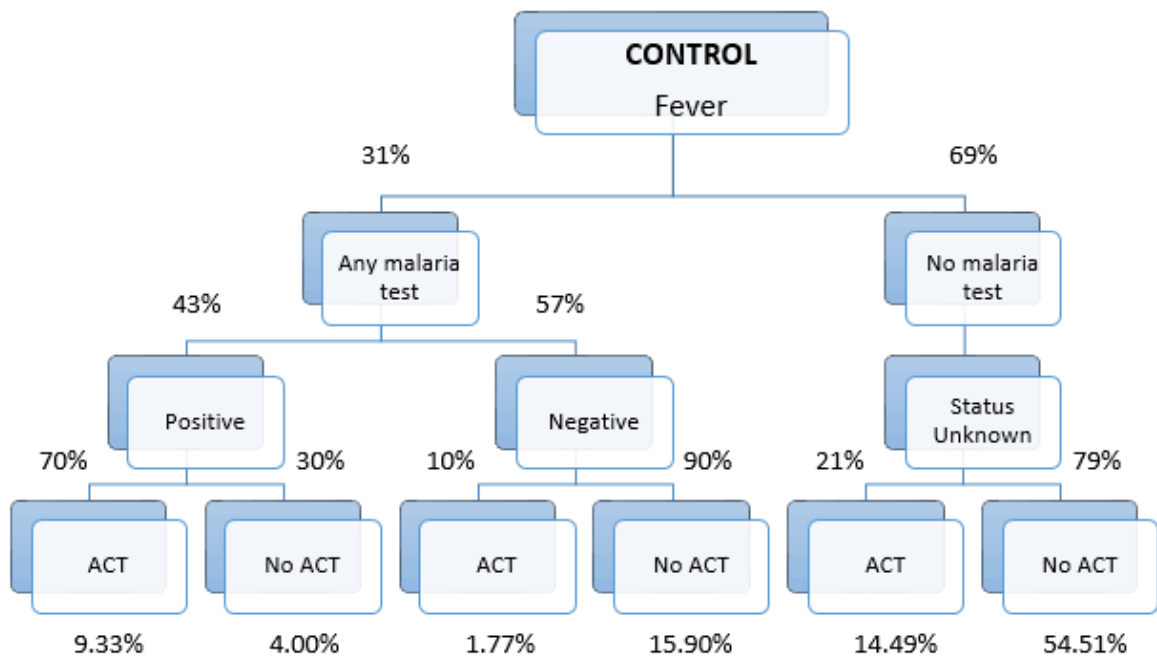 CONTROL
Fever
31%
69%
Any malaria
test
No malaria
test
43%
57%
Positive
Negative
Status
Unknown
70%
30%
10%
90%
21%
79%
ACT
No ACT
ACT
No ACT
ACT
No ACT
9.33%
4.00%
1.77%
15.90%
14.49%
54.51%